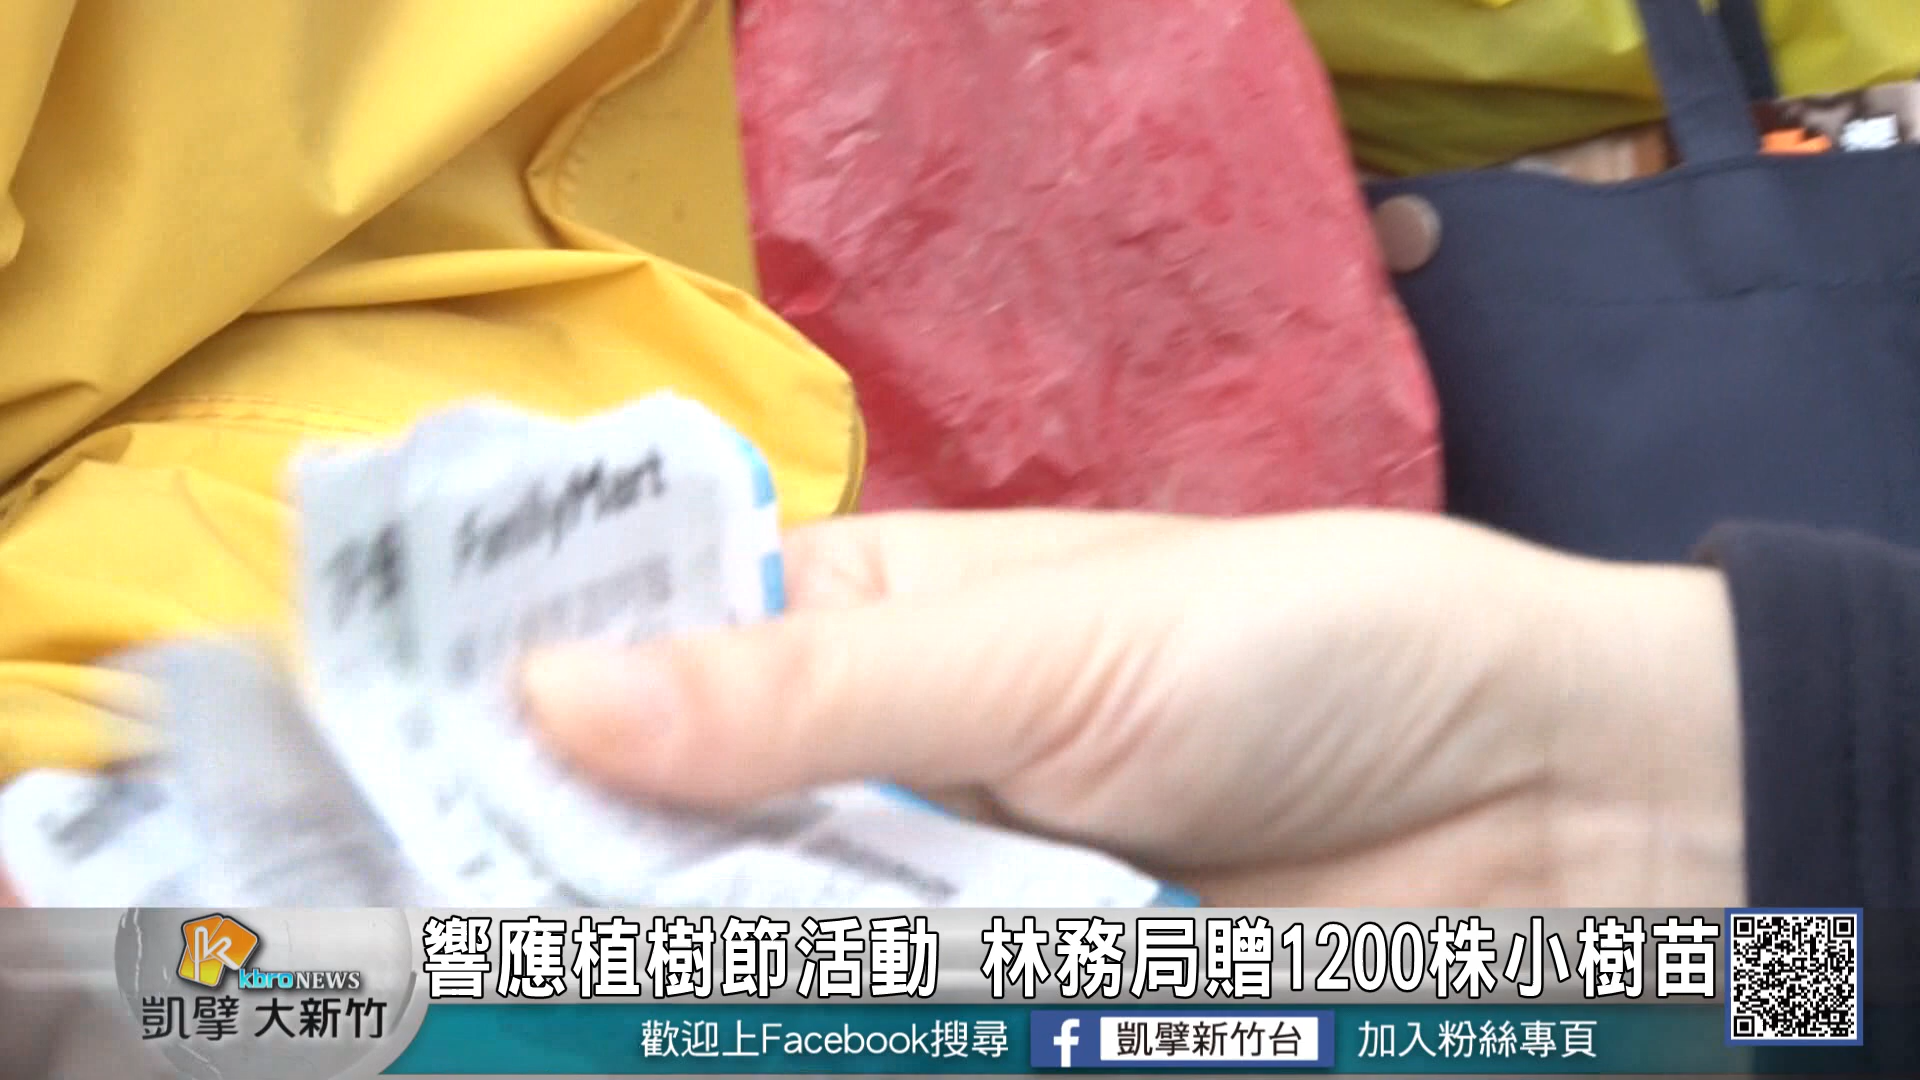 FamilyMart
kbro NEWS
凱擘 大新竹
響應植樹節活動 林務局贈1200株小樹苗
歡迎上Facebook搜尋 f 凱擘新竹台 加入粉絲專頁